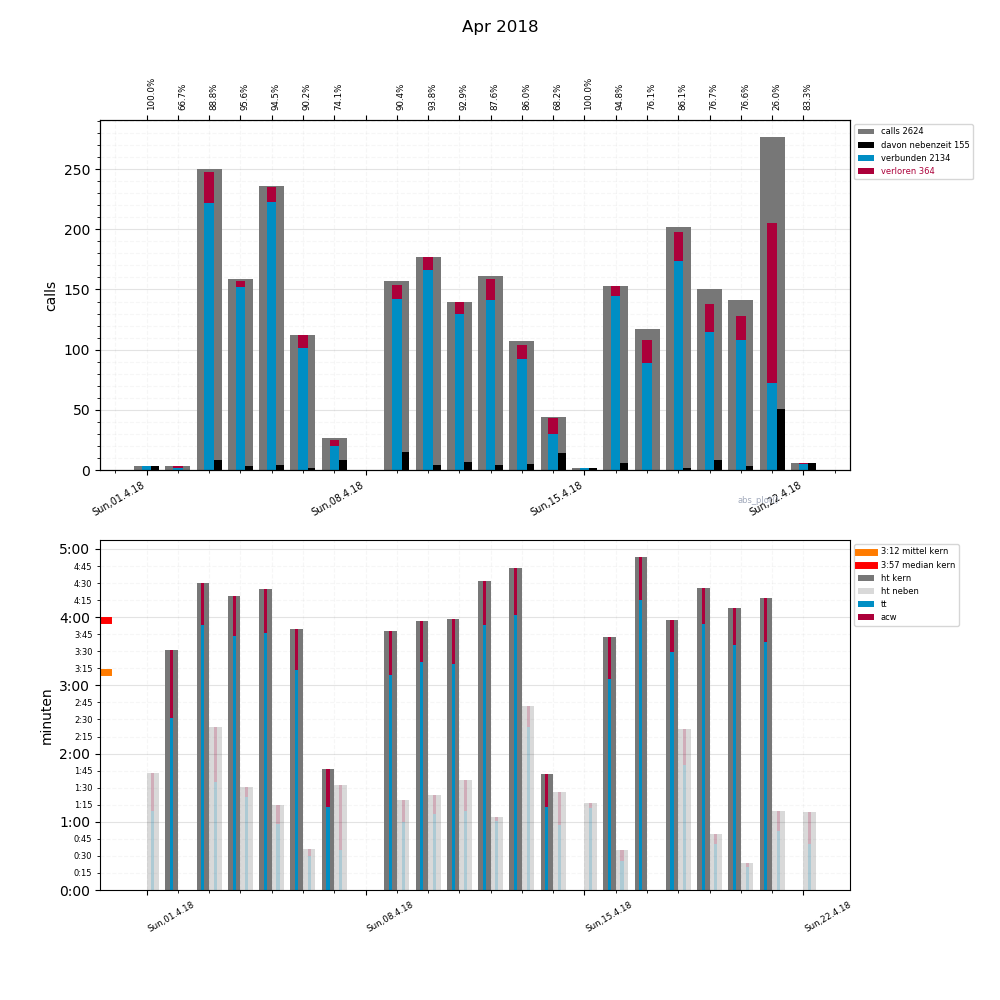 Apr 2018
100.0% 66.7% 88.8% 95.6% 94.5% 90.2% 74.1% 90.4% 93.8% 92.9% 87.6% 86.0% 68.2% 100.0% 94.8% 76.1% 86.1% 76.7% 76.6% 26.0% 83.3%
calls 2624
davon nebenzeit 155
verbunden 2134
verloren 364
calls
250
200
150
100
50
0
Sun,01.4.18 Sun,08.4.18 Sun,15.4.18 Sun,22.4.18
3:12 mittel kern
3:57 median kern
ht kern
ht neben
tt
acw
minuten
5:00
4:45
4:30
4:15
4:00
3:45
3:30
3:15
3:00
2:45
2:30
2:15
2:00
1:45
1:30
1:15
1:00
0:45
0:30
0:15
0:00
Sun,01.4.18 Sun,08.4.18 Sun,15.4.18 Sun,22.4.18